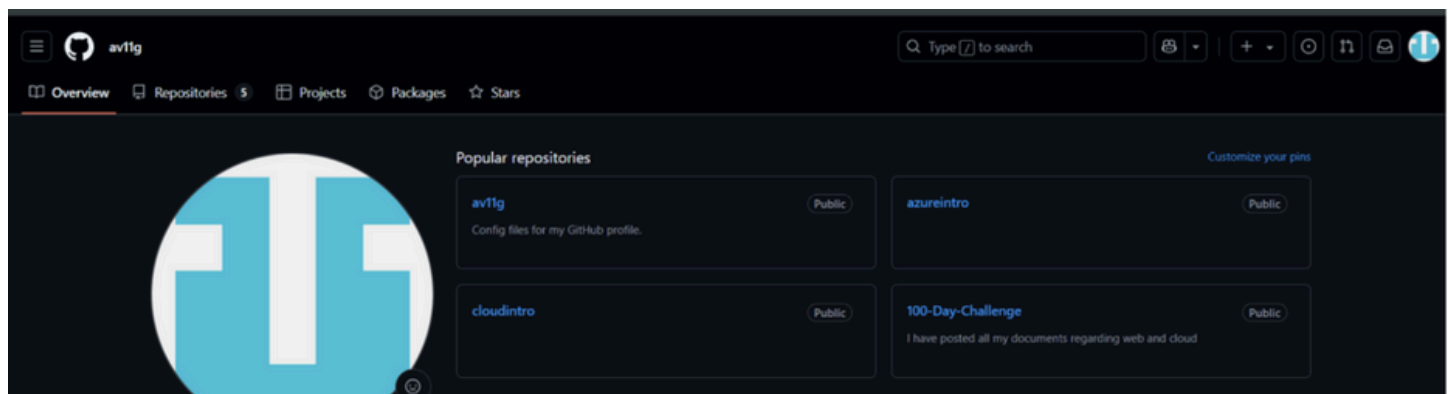 av11g
Type / to search
Overview
Repositories 5
Projects
Packages
Stars
Popular repositories
Customize your pins
av11g
Public
Config files for my GitHub profile.
azureintro
Public
cloudintro
Public
100-Day-Challenge
Public
I have posted all my documents regarding web and cloud